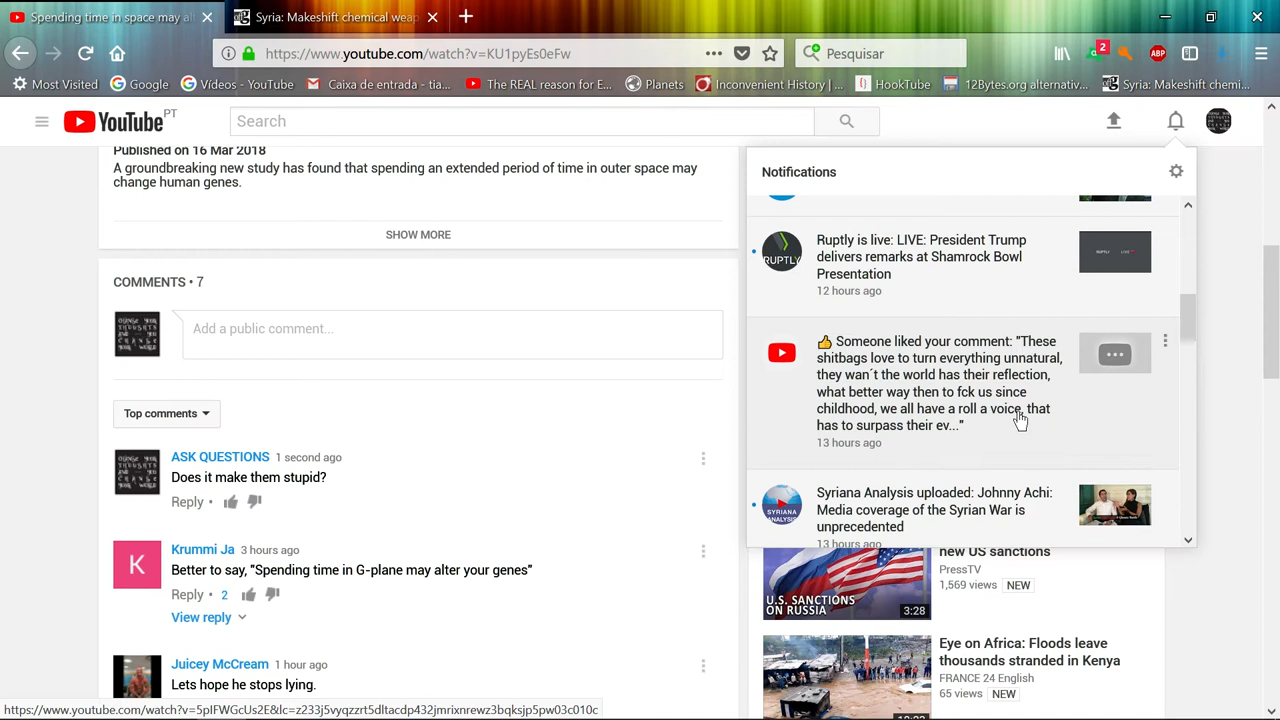 Spending time in space may al
Syria: Makeshift chemical weap
https://www.youtube.com/watch?v=KU1pyEs0eFw
Pesquisar
2
ABP
Most Visited
Google
Vídeos - YouTube
Caixa de entrada - tia...
The REAL reason for E...
Planets
Inconvenient History | ...
HookTube
12Bytes.org alternativ...
Syria: Makeshift chemi...
YouTube PT
Search
Published on 16 Mar 2018
A groundbreaking new study has found that spending an extended period of time in outer space may
change human genes.
SHOW MORE
COMMENTS • 7
Add a public comment...
Top comments
ASK QUESTIONS 1 second ago
Does it make them stupid?
Reply •
K
Krummi Ja 3 hours ago
Better to say, "Spending time in G-plane may alter your genes"
Reply • 2
View reply
Juicey McCream 1 hour ago
Lets hope he stops lying.
Notifications
RUPTLY
Ruptly is live: LIVE: President Trump
delivers remarks at Shamrock Bowl
Presentation
12 hours ago
RUPTLY LIVE
👍 Someone liked your comment: "These
shitbags love to turn everything unnatural,
they wan´t the world has their reflection,
what better way then to fck us since
childhood, we all have a roll a voice, that
has to surpass their ev..."
13 hours ago
SYRIANA
ANALYSIS
Syriana Analysis uploaded: Johnny Achi:
Media coverage of the Syrian War is
unprecedented
13 hours ago
U.S. SANCTIONS
ON RUSSIA
3:28
new US sanctions
PressTV
1,569 views NEW
Eye on Africa: Floods leave
thousands stranded in Kenya
FRANCE 24 English
65 views NEW
https://www.youtube.com/watch?v=5pIFWGcUs2E&lc=z233j5vyqzzrt5dltacdp432jmrixnrewz3bqksjp5pw03c010c